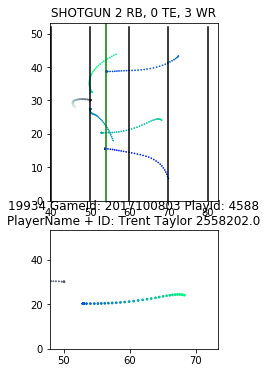 SHOTGUN 2 RB, 0 TE, 3 WR
50
40
30
20
10
0
40 50 60 70 80
19934 GameId: 2017100803 PlayId: 4588
PlayerName + ID: Trent Taylor 2558202.0
40
20
0
50 60 70